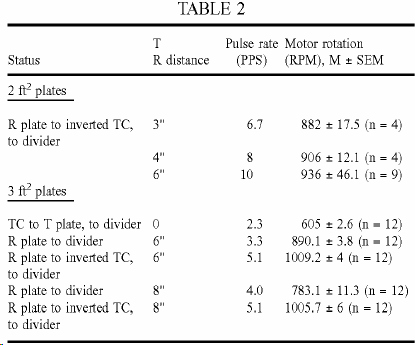 TABLE 2
T Pulse rate Motor rotation
Status R distance (PPS) (RPM), M ± SEM
2 ft² plates
R plate to inverted TC, 3" 6.7 882 ± 17.5 (n = 4)
to divider
4" 8 906 ± 12.1 (n = 4)
6" 10 936 ± 46.1 (n = 9)
3 ft² plates
TC to T plate, to divider 0 2.3 605 ± 2.6 (n = 12)
R plate to divider 6" 3.3 890.1 ± 3.8 (n = 12)
R plate to inverted TC, 6" 5.1 1009.2 ± 4 (n = 12)
to divider
R plate to divider 8" 4.0 783.1 ± 11.3 (n = 12)
R plate to inverted TC, 8" 5.1 1005.7 ± 6 (n = 12)
to divider